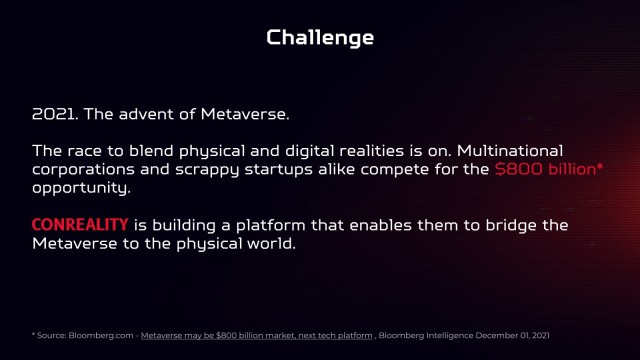 Challenge
2021. The advent of Metaverse.
The race to blend physical and digital realities is on. Multinational
corporations and scrappy startups alike compete for the $800 billion*
opportunity.
CONREALITY is building a platform that enables them to bridge the
Metaverse to the physical world.
* Source: Bloomberg.com - Metaverse may be $800 billion market, next tech platform , Bloomberg Intelligence December 01, 2021